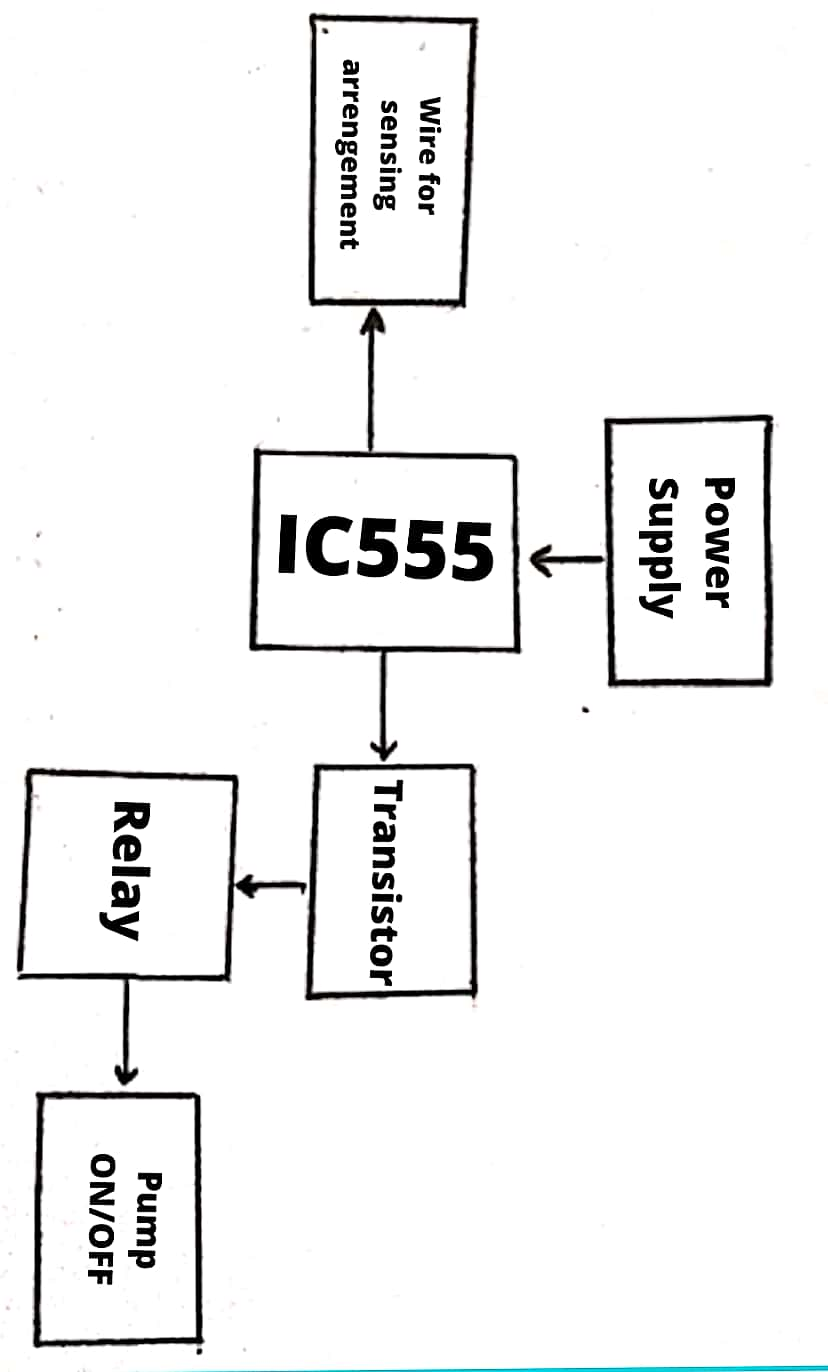 Power
Supply
Wire for
sensing
arrengement
IC555
Transistor
Relay
Pump
ON/OFF